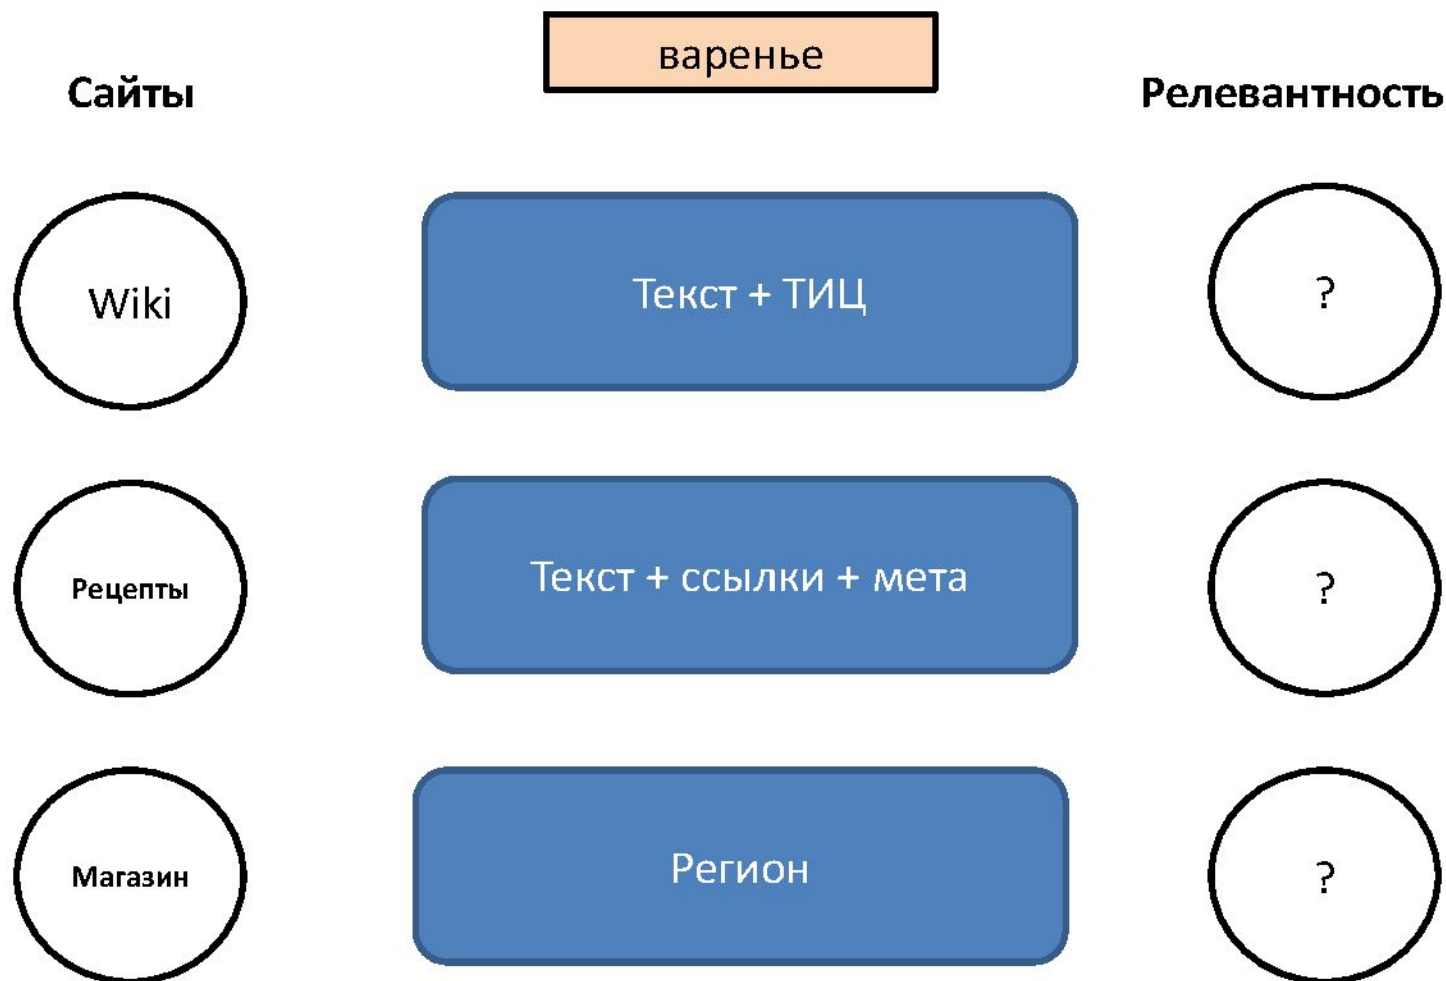 варенье
Сайты
Релевантность
Wiki
Текст + ТИЦ
?
Рецепты
Текст + ссылки + мета
?
Магазин
Регион
?